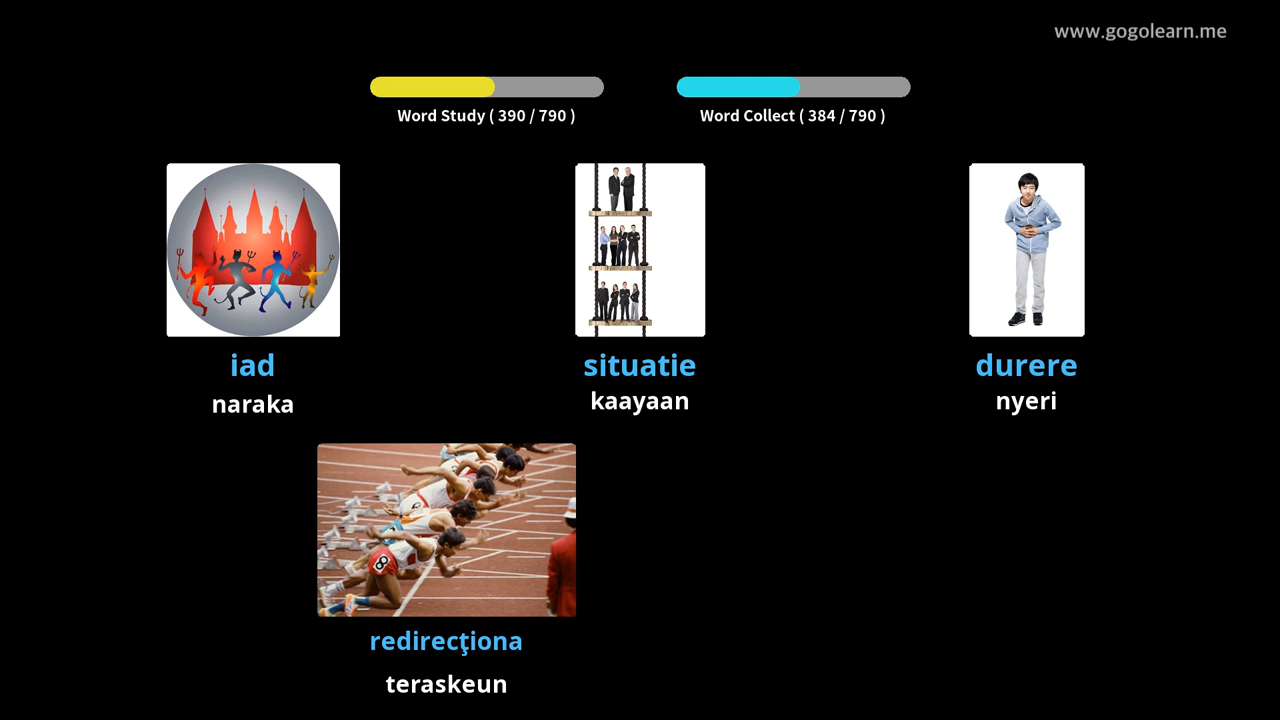 www.gogolearn.me
Word Study ( 390 / 790 )
Word Collect ( 384 / 790 )
iad
situatie
durere
naraka
kaayaan
nyeri
8
redirecţiona
teraskeun